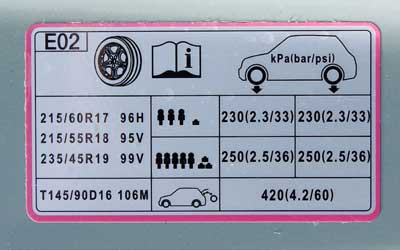 E02
i
kPa(bar/psi)
215/60R17 96H 230(2.3/33) 230(2.3/33)
215/55R18 95V
235/45R19 99V 250(2.5/36) 250(2.5/36)
T145/90D16 106M 420(4.2/60)